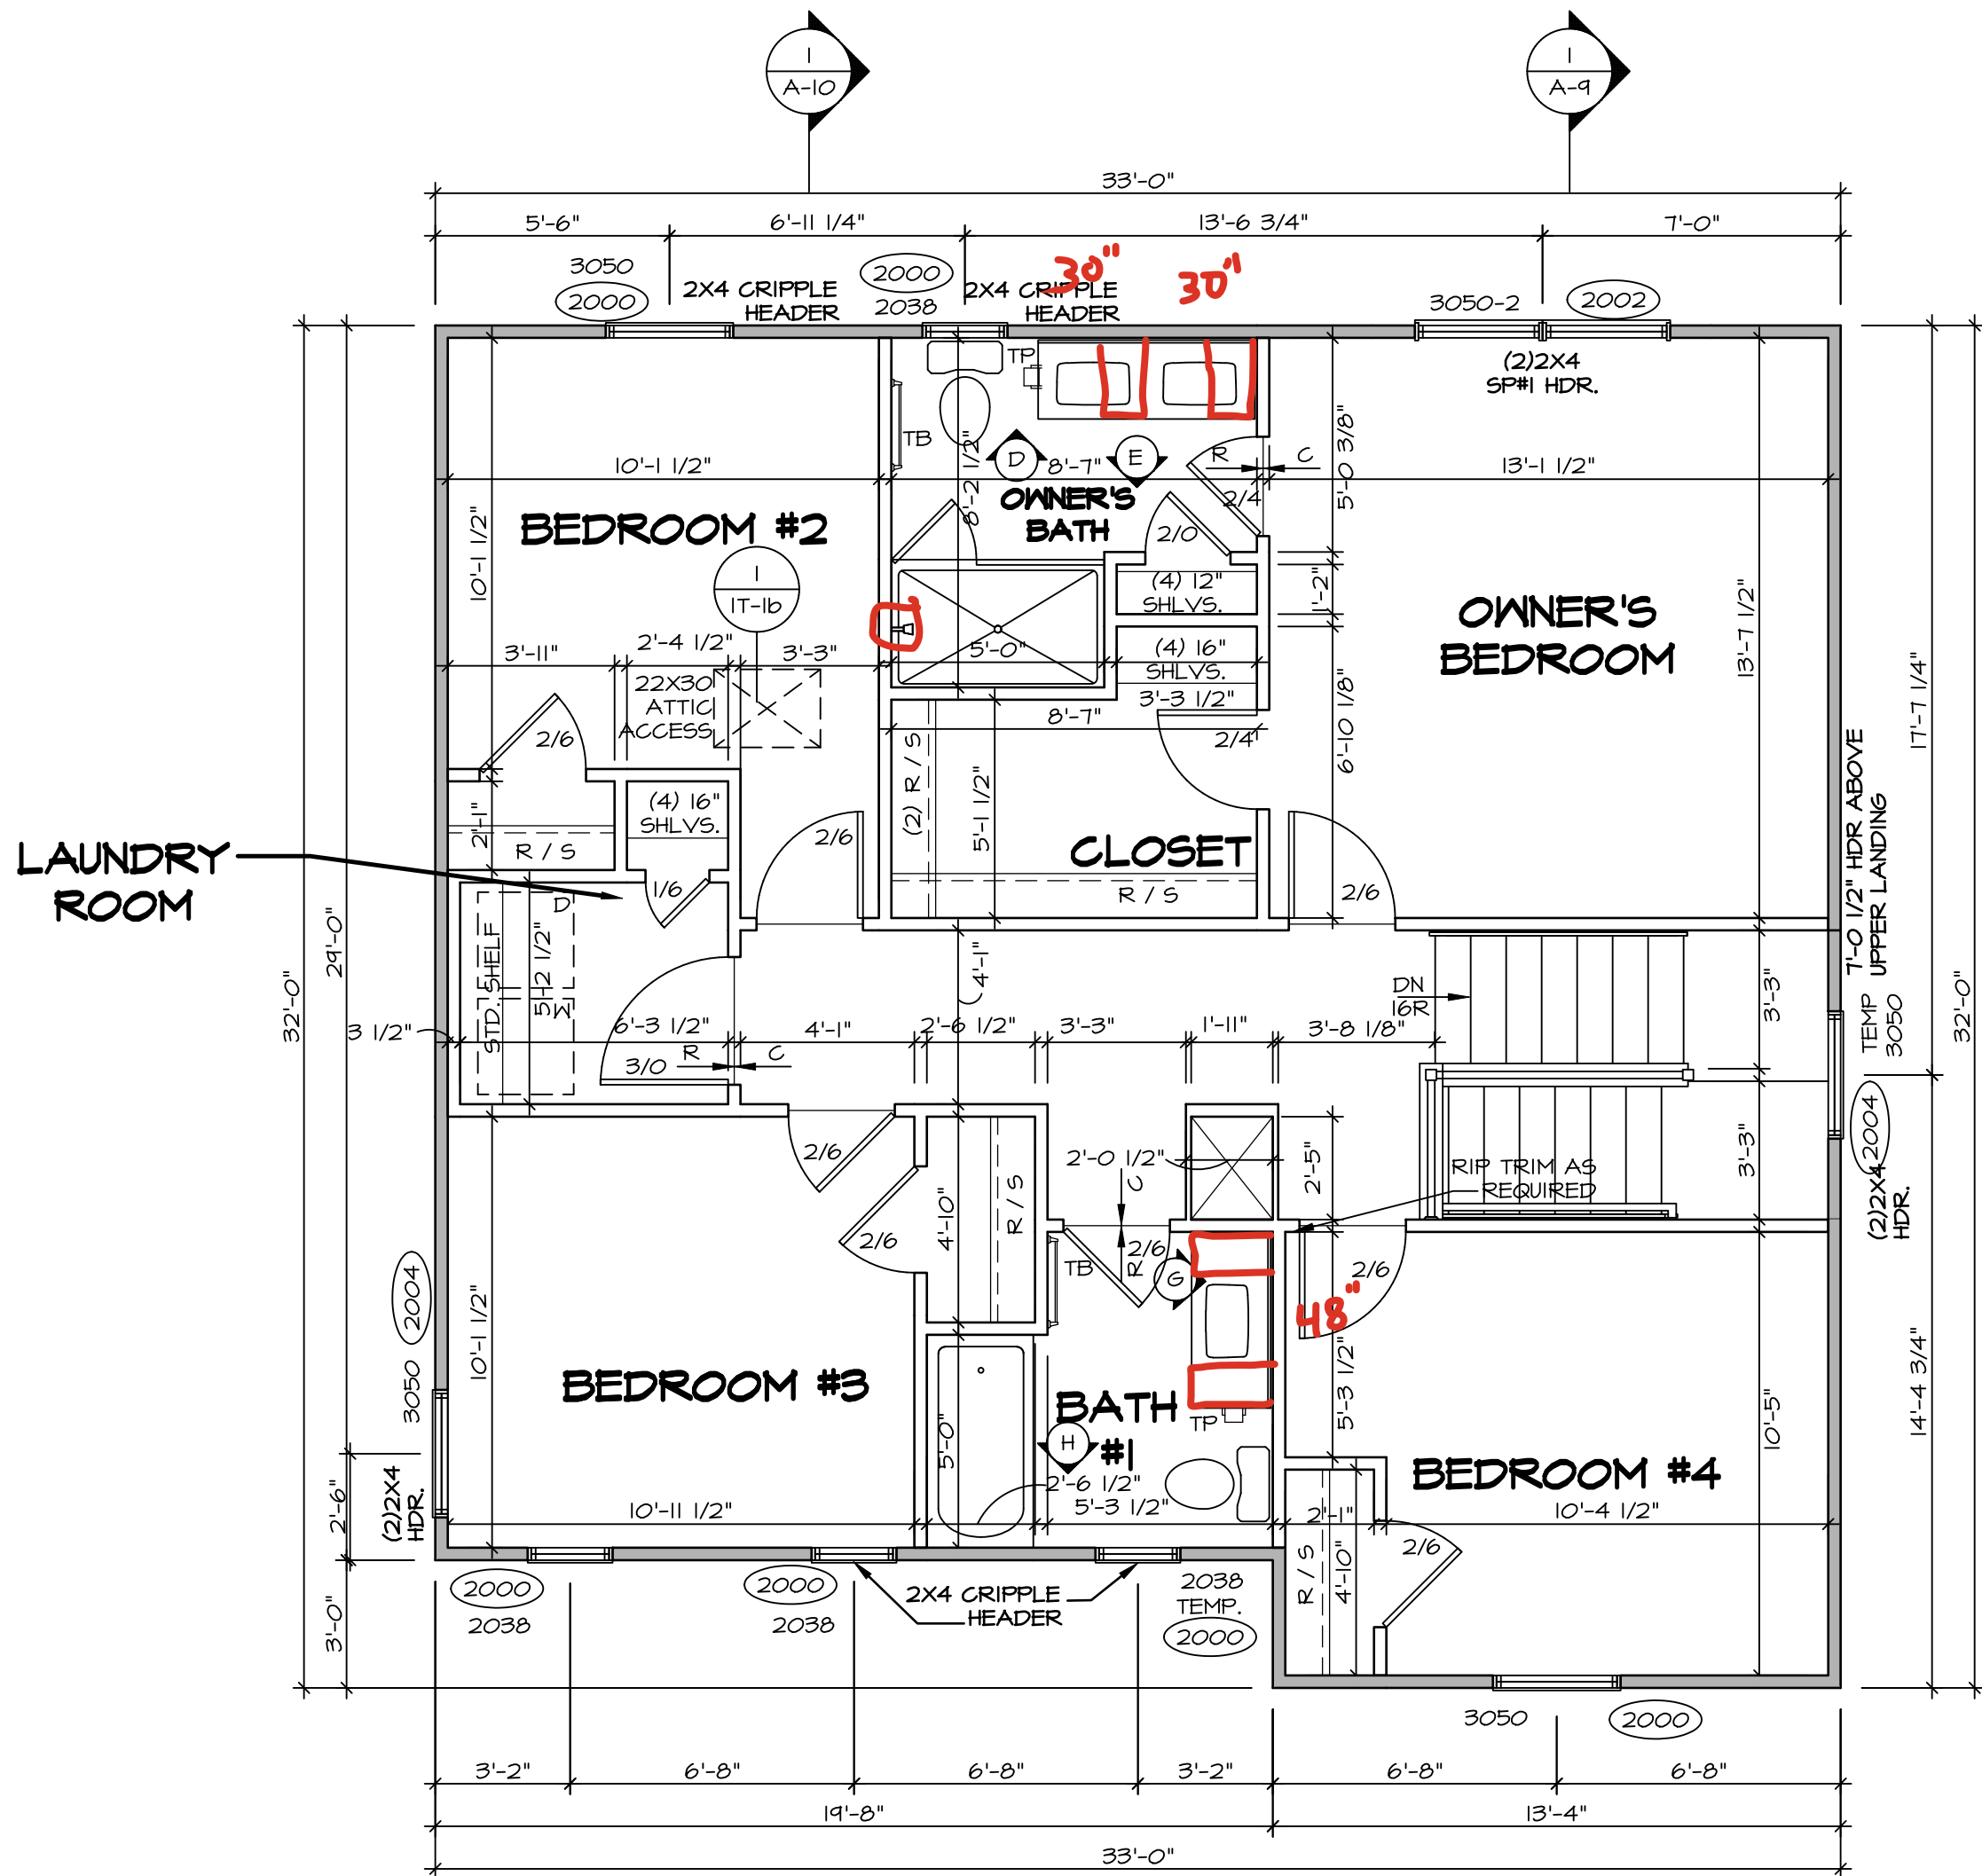 1
A-10
1
A-9
33'-0"
5'-6"
6'-11 1/4"
13'-6 3/4"
7'-0"
3050
2000
2X4 CRIPPLE
HEADER
2000
2038
2X4 CRIPPLE
HEADER
30"
30"
3050-2
2002
(2)2X4
SP#1 HDR.
TP
TB
D
E
R
C
10'-1 1/2"
8'-2 1/2"
8'-7"
5'-0 3/8"
13'-1 1/2"
2/4
OWNER'S
BATH
BEDROOM #2
10'-1 1/2"
2/0
1
1T-1b
(4) 12"
SHLVS.
1'-2"
OWNER'S
BEDROOM
13'-7 1/2"
3'-11"
2'-4 1/2"
3'-3"
5'-0"
(4) 16"
SHLVS.
3'-3 1/2"
22X30
ATTIC
ACCESS
8'-7"
2/4
6'-10 1/8"
17'-7 1/4"
2/6
(2) R / S
5'-1 1/2"
(4) 16"
SHLVS.
2'-1"
R / S
2/6
CLOSET
R / S
2/6
7'-0 1/2" HDR ABOVE
UPPER LANDING
LAUNDRY
ROOM
1/6
D
STD. SHELF
5'-2 1/2"
W
29'-0"
32'-0"
4'-1"
DN
16R
3'-3"
TEMP
3050
32'-0"
3 1/2"
6'-3 1/2"
4'-1"
2'-6 1/2"
3'-3"
1'-11"
3'-8 1/8"
3/0
R
C
2004
(2)2X4
HDR.
2/6
2'-0 1/2"
C
2'-5"
RIP TRIM AS
REQUIRED
3'-3"
R / S
4'-10"
2/6
TB
R
2/6
G
2/6
48"
2004
3050
10'-1 1/2"
5'-3 1/2"
14'-4 3/4"
BEDROOM #3
BATH
#1
TP
H
5'-0"
10'-5"
BEDROOM #4
2'-6"
(2)2X4
HDR.
10'-11 1/2"
2'-6 1/2"
5'-3 1/2"
2'-1"
10'-4 1/2"
2/6
R / S
4'-10"
2000
2038
2000
2038
2X4 CRIPPLE
HEADER
2038
TEMP.
2000
3'-0"
3050
2000
3'-2"
6'-8"
6'-8"
3'-2"
6'-8"
6'-8"
19'-8"
13'-4"
33'-0"